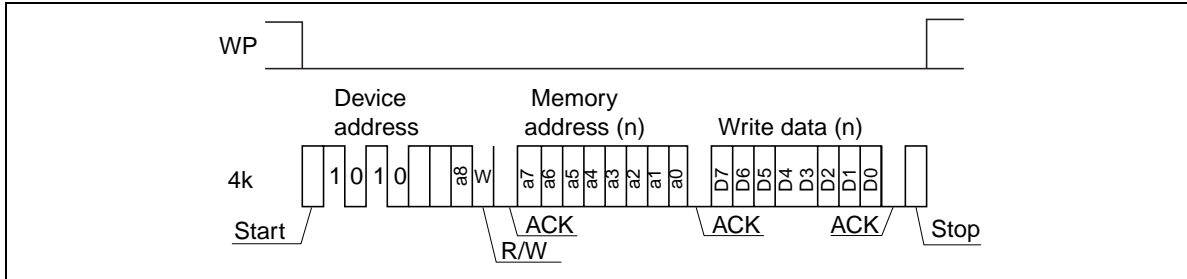 WP
Device
address
Memory
address (n)
Write data (n)
4k
1 0 1 0 a8 W a7 a6 a5 a4 a3 a2 a1 a0 D7 D6 D5 D4 D3 D2 D1 D0
Start
ACK
R/W
ACK
ACK
Stop